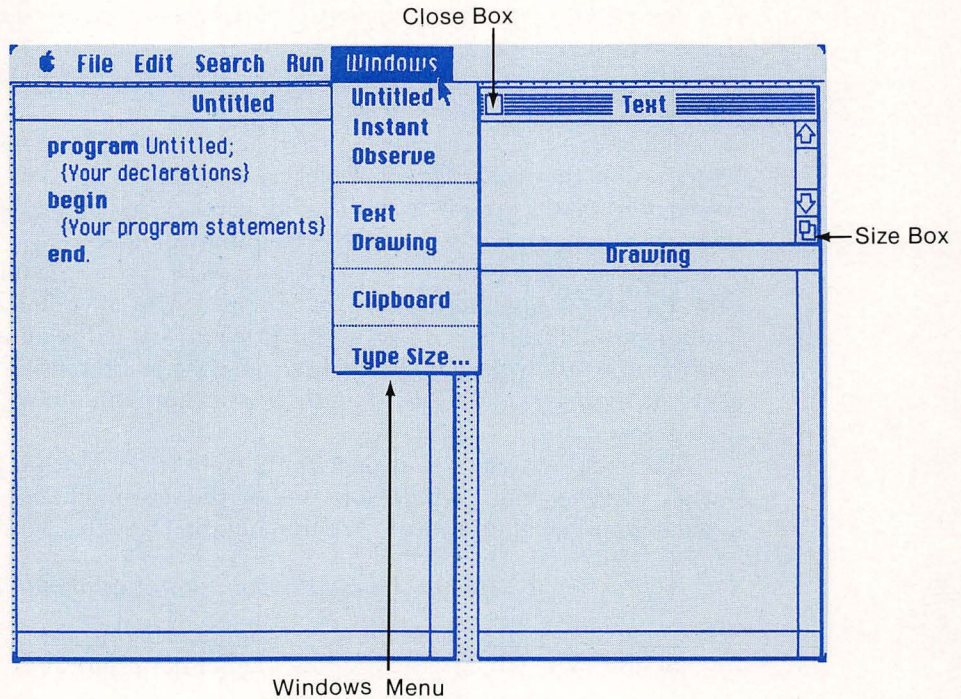 Close Box
File Edit Search Run Windows
Untitled
program Untitled;
{Your declarations}
begin
{Your program statements}
end.
Untitled
Instant
Observe
Text
Drawing
Clipboard
Type Size...
Text
Size Box
Drawing
Windows Menu